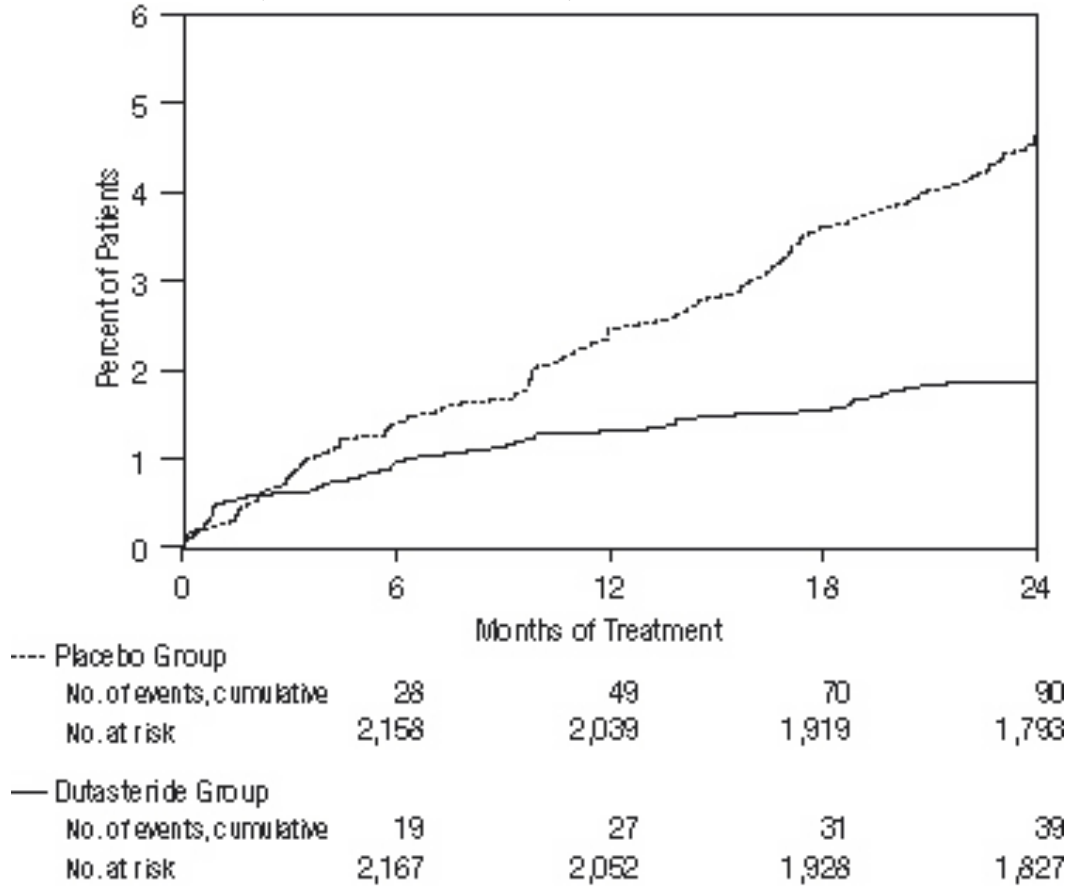 6
5
4
3
2
1
0
Percent of Patients
0 6 12 18 24
Months of Treatment
---- Placebo Group
No. of events, cumulative 28 49 70 90
No. at risk 2,158 2,039 1,919 1,793
— Dutasteride Group
No. of events, cumulative 19 27 31 39
No. at risk 2,167 2,052 1,928 1,827